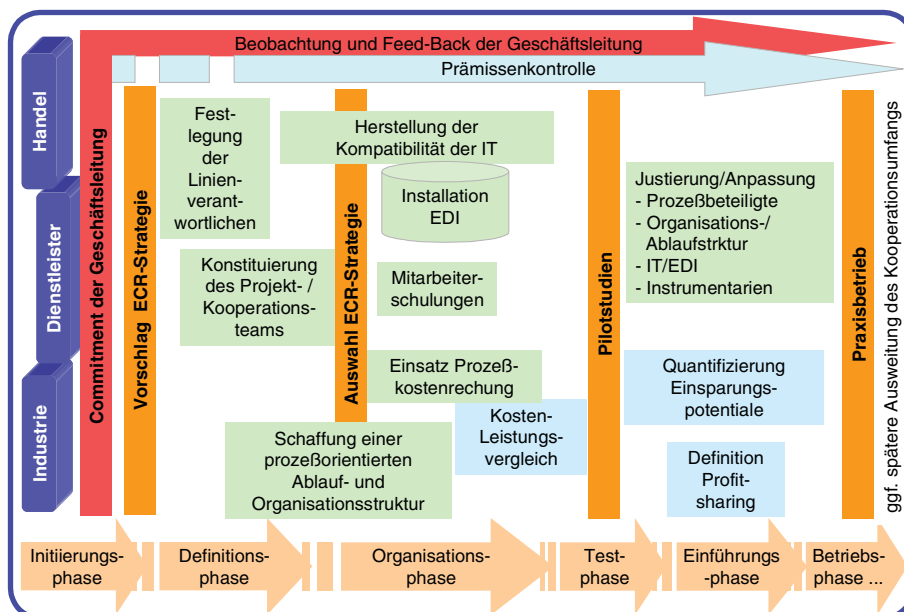 Beobachtung und Feed-Back der Geschäftsleitung
Prämissenkontrolle
Handel
Dienstleister
Industrie
Commitment der Geschäftsleitung
Vorschlag ECR-Strategie
Fest-
legung
der
Linien-
verant-
wortlichen
Herstellung der
Kompatibilität der IT
Installation
EDI
Konstituierung
des Projekt- /
Kooperations-
teams
Auswahl ECR-Strategie
Mitarbeiter-
schulungen
Einsatz Prozeß-
kostenrechung
Kosten-
Leistungs-
vergleich
Schaffung einer
prozeßorientierten
Ablauf- und
Organisationsstruktur
Pilotstudien
Justierung/Anpassung
- Prozeßbeteiligte
- Organisations-/
Ablaufstrktur
- IT/EDI
- Instrumentarien
Quantifizierung
Einsparungs-
potentiale
Definition
Profit-
sharing
Praxisbetrieb
ggf. spätere Ausweitung des Kooperationsumfangs
Initiierungs-
phase
Definitions-
phase
Organisations-
phase
Test-
phase
Einführungs
-phase
Betriebs-
phase ...